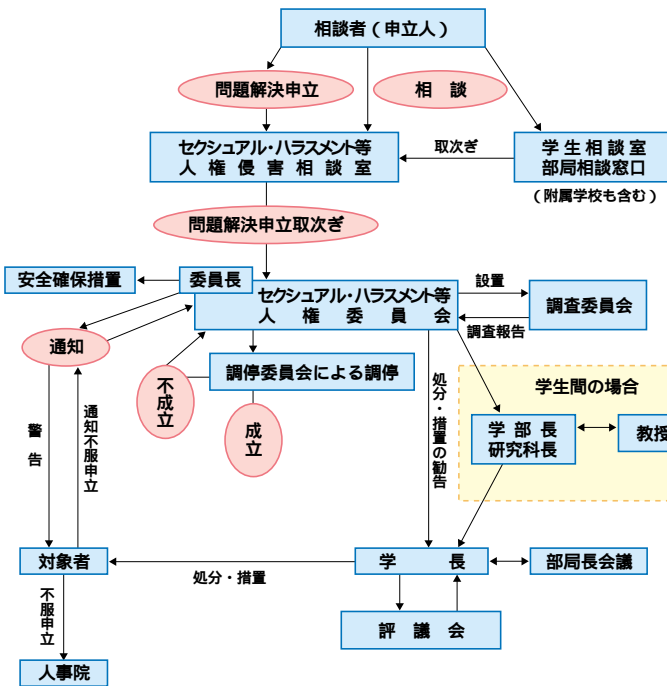 相談者（申立人）
問題解決申立
相談
セクシュアル・ハラスメント等
人権侵害相談室
取次ぎ
学生相談室
部局相談窓口
（附属学校も含む）
問題解決申立取次ぎ
安全確保措置
委員長
セクシュアル・ハラスメント等
人権委員会
設置
調査報告
調査委員会
通知
不成立
調停委員会による調停
成立
処分・措置の勧告
学生間の場合
学部長
研究科長
教授
警告
通知不服申立
対象者
処分・措置
学長
部局長会議
不服申立
評議会
人事院